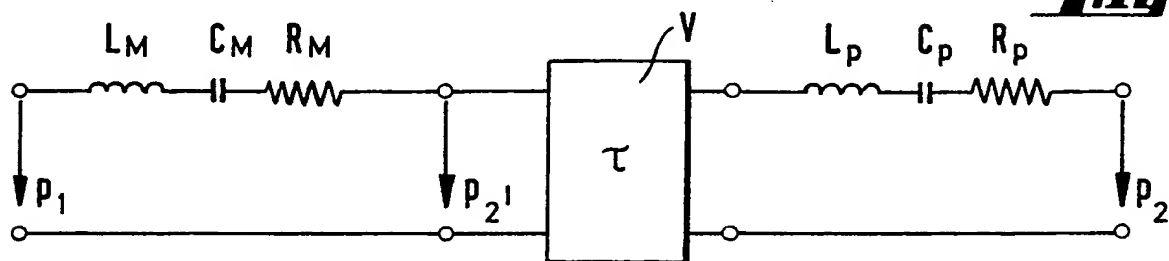 L_M C_M R_M V L_p C_p R_p
p_1 p_2' τ p_2